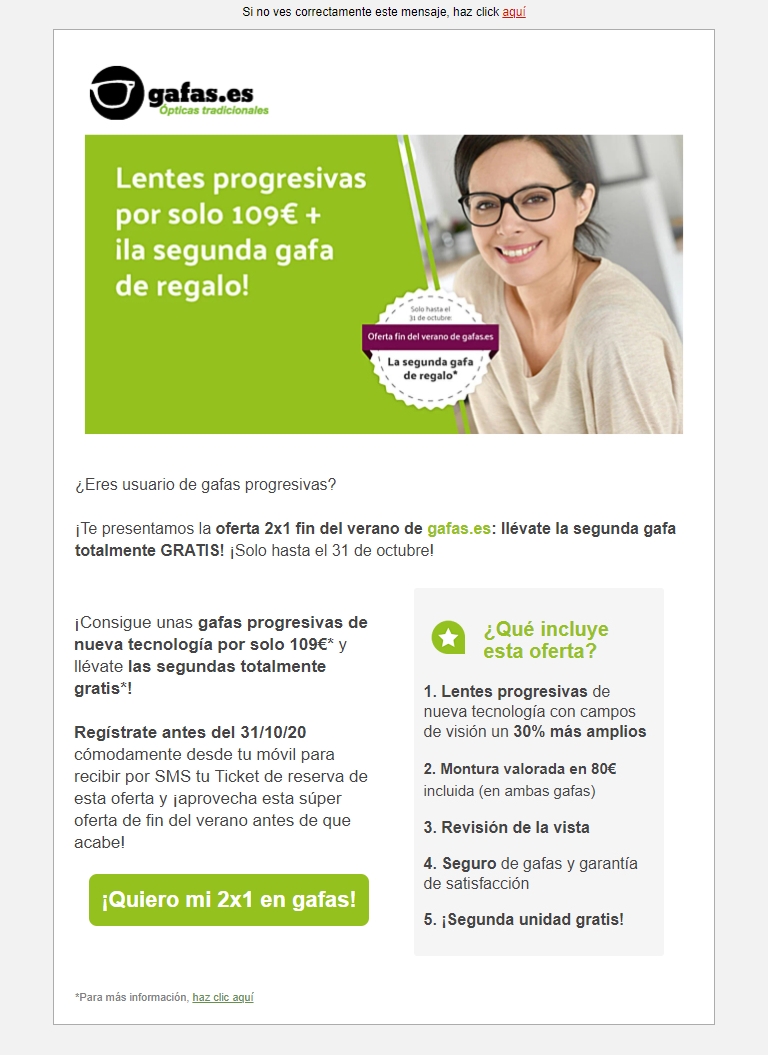 Si no ves correctamente este mensaje, haz click aquí
gafas.es
Ópticas tradicionales
Lentes progresivas
por solo 109€ +
¡la segunda gafa
de regalo!
Solo hasta el
31 de octubre:
Oferta fin del verano de gafas.es
La segunda gafa
de regalo*
¿Eres usuario de gafas progresivas?
¡Te presentamos la oferta 2x1 fin del verano de gafas.es: llévate la segunda gafa
totalmente GRATIS! ¡Solo hasta el 31 de octubre!
¡Consigue unas gafas progresivas de
nueva tecnología por solo 109€* y
llévate las segundas totalmente
gratis*!
Regístrate antes del 31/10/20
cómodamente desde tu móvil para
recibir por SMS tu Ticket de reserva de
esta oferta y ¡aprovecha esta súper
oferta de fin del verano antes de que
acabe!
¡Quiero mi 2x1 en gafas!
¿Qué incluye
esta oferta?
1. Lentes progresivas de
nueva tecnología con campos
de visión un 30% más amplios
2. Montura valorada en 80€
incluida (en ambas gafas)
3. Revisión de la vista
4. Seguro de gafas y garantía
de satisfacción
5. ¡Segunda unidad gratis!
*Para más información, haz clic aquí